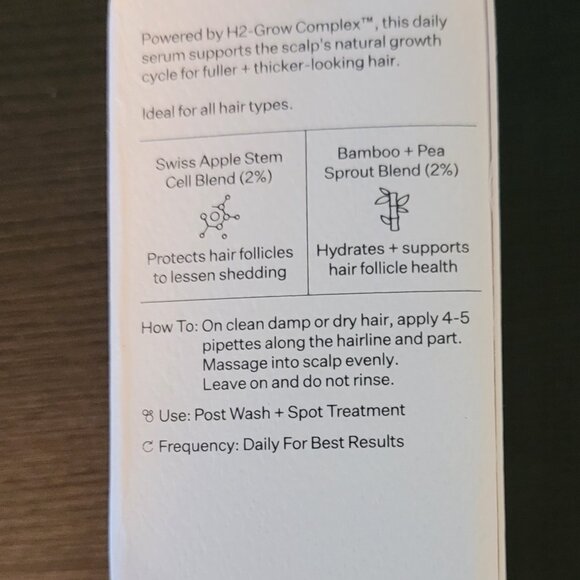 Powered by H2-Grow Complex™, this daily
serum supports the scalp's natural growth
cycle for fuller + thicker-looking hair.
Ideal for all hair types.
Swiss Apple Stem
Cell Blend (2%)
Protects hair follicles
to lessen shedding
Bamboo + Pea
Sprout Blend (2%)
Hydrates + supports
hair follicle health
How To: On clean damp or dry hair, apply 4-5
pipettes along the hairline and part.
Massage into scalp evenly.
Leave on and do not rinse.
Use: Post Wash + Spot Treatment
Frequency: Daily For Best Results